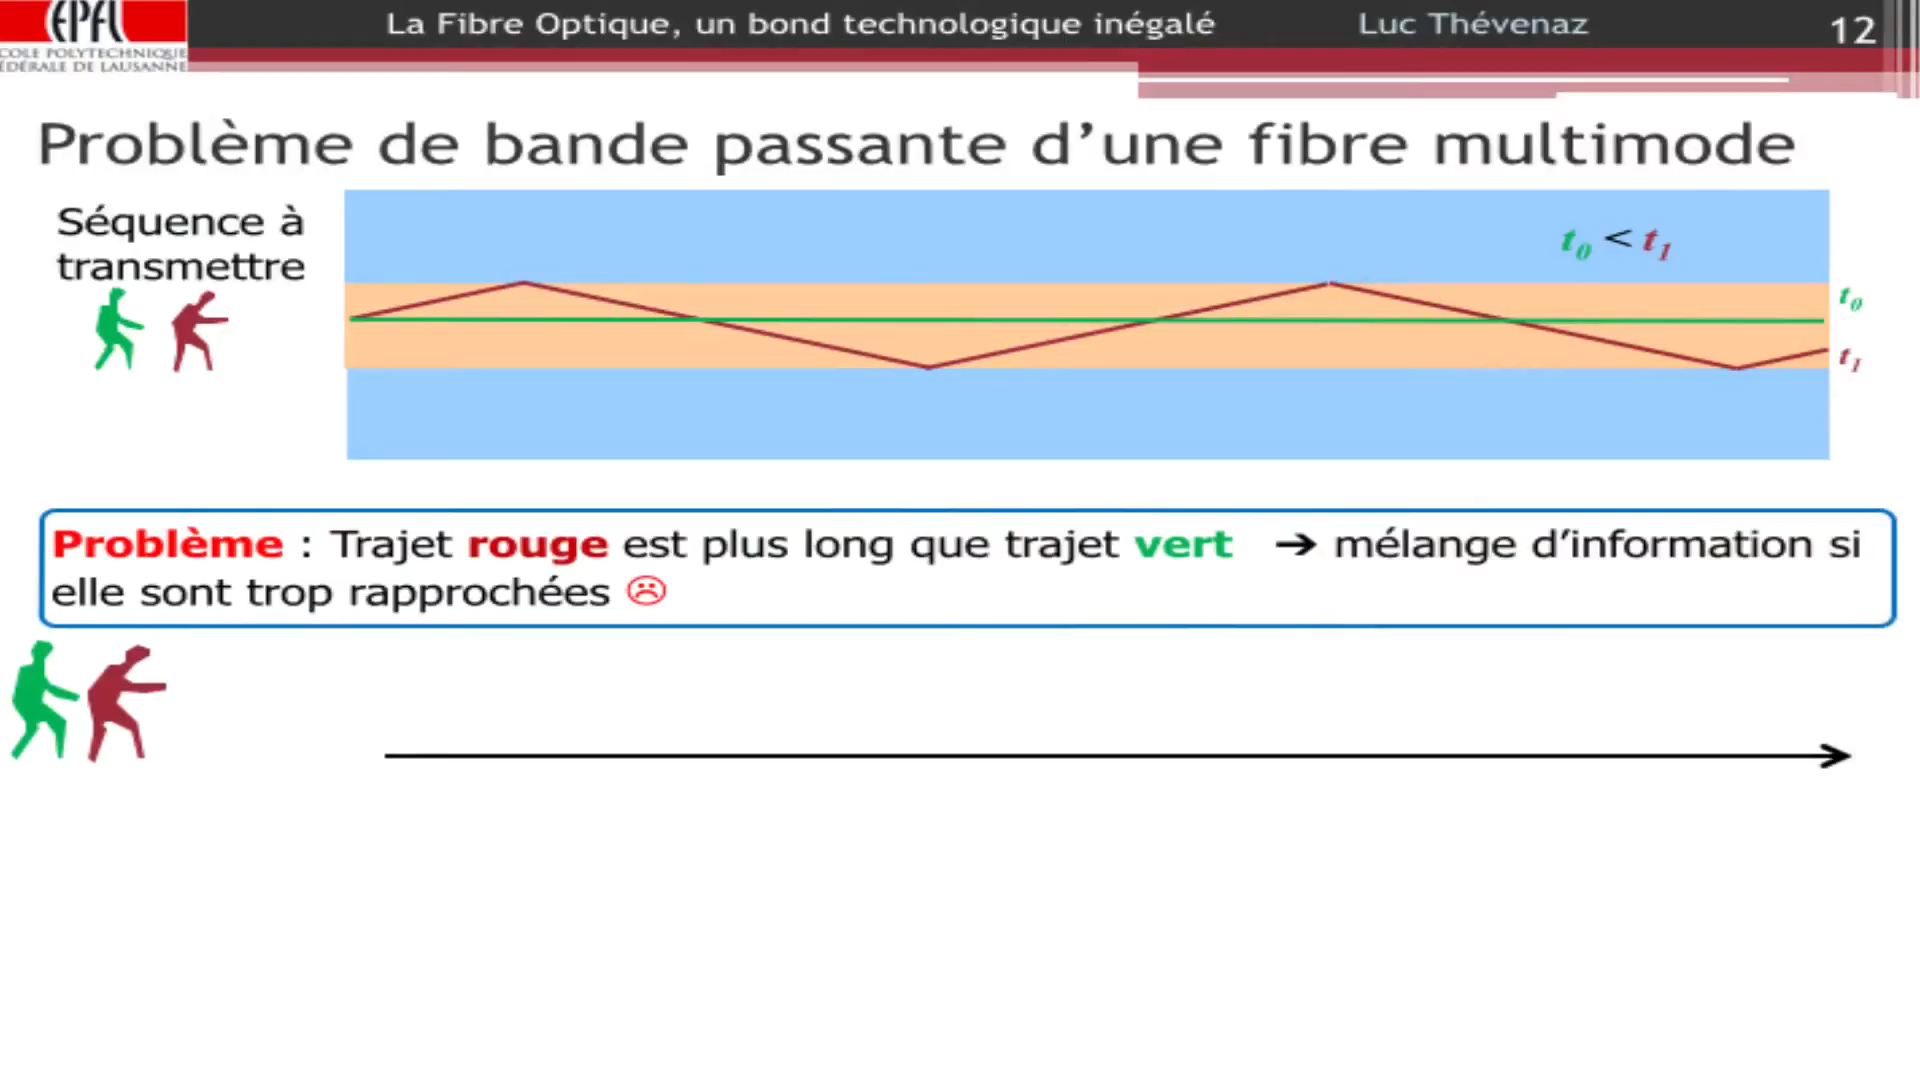 EPFL
COLE POLYTECHNIQUE
ÉDÉRALE DE LAUSANNE
La Fibre Optique, un bond technologique inégalé
Luc Thévenaz
12
Problème de bande passante d’une fibre multimode
Séquence à
transmettre
t0 < t1
t0
t1
Problème : Trajet rouge est plus long que trajet vert ➔ mélange d’information si
elle sont trop rapprochées ☹